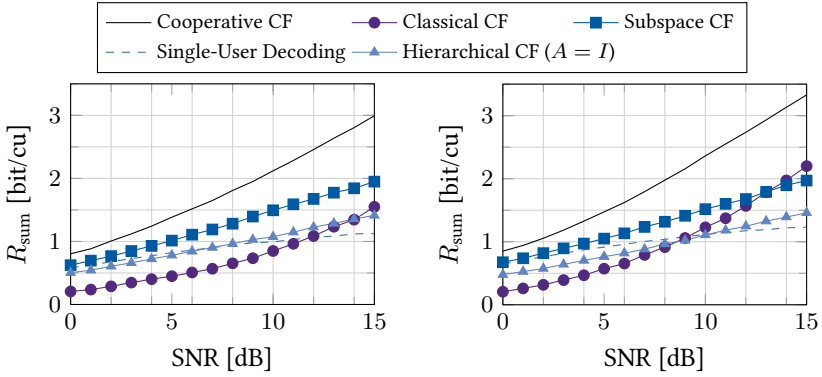 Cooperative CF Classical CF Subspace CF
Single-User Decoding Hierarchical CF (A = I)
3
2
1
0
0 5 10 15
R_sum [bit/cu]
SNR [dB]
3
2
1
0
0 5 10 15
R_sum [bit/cu]
SNR [dB]